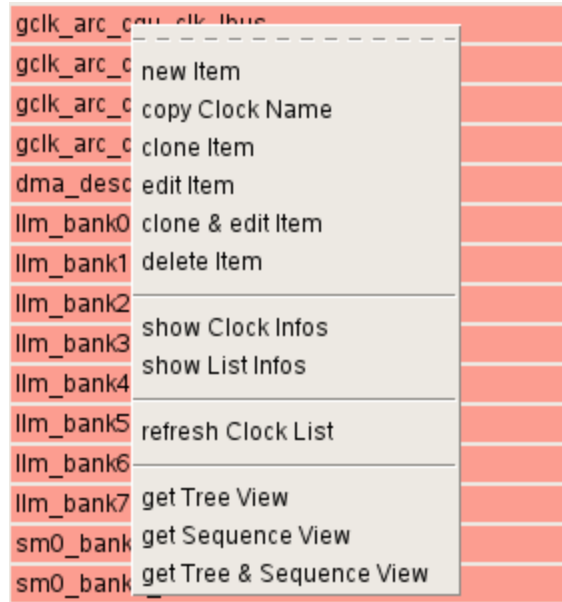 gclk_arc_cgu_clk_lbus
gclk_arc_c
gclk_arc_c
gclk_arc_c
dma_desc
llm_bank0
llm_bank1
llm_bank2
llm_bank3
llm_bank4
llm_bank5
llm_bank6
llm_bank7
sm0_bank
sm0_bank_
new Item
copy Clock Name
clone Item
edit Item
clone & edit Item
delete Item
show Clock Infos
show List Infos
refresh Clock List
get Tree View
get Sequence View
get Tree & Sequence View